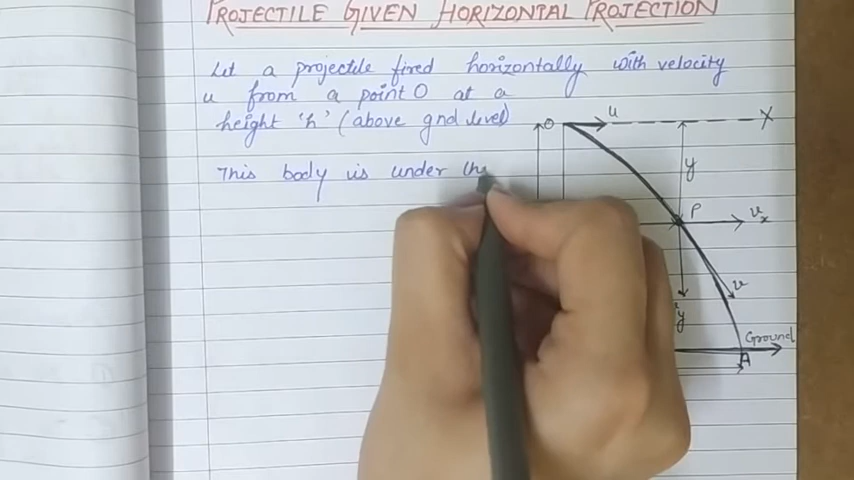 PROJECTILE GIVEN HORIZONTAL PROJECTION
Let a projectile fired horizontally with velocity
u from a point O at a
height 'h' (above gnd level)
This body is under the
O u X
y
P vx
v
y
Ground
A